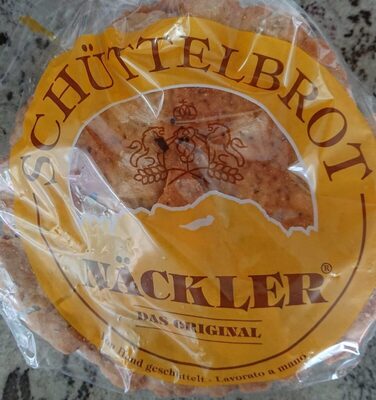 SCHÜTTELBROT
NÄCKLER®
DAS ORIGINAL
Hand geschüttelt - Lavorato a mano